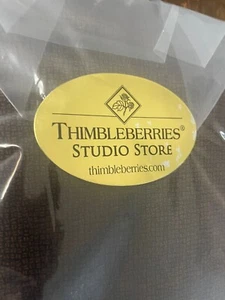 THIMBLEBERRIES®
STUDIO STORE
thimbleberries.com